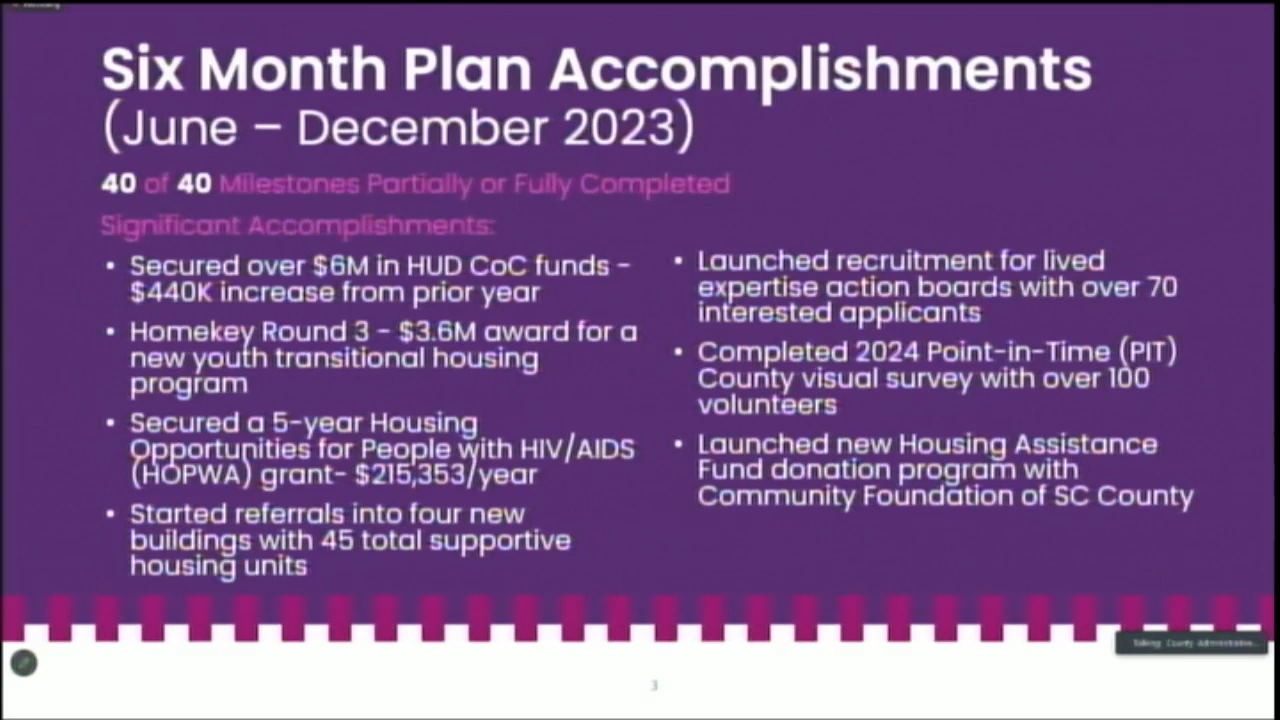 Six Month Plan Accomplishments
(June – December 2023)
40 of 40 Milestones Partially or Fully Completed
Significant Accomplishments:
• Secured over $6M in HUD CoC funds -
$440K increase from prior year
• Homekey Round 3 - $3.6M award for a
new youth transitional housing
program
• Secured a 5-year Housing
Opportunities for People with HIV/AIDS
(HOPWA) grant- $215,353/year
• Started referrals into four new
buildings with 45 total supportive
housing units
• Launched recruitment for lived
expertise action boards with over 70
interested applicants
• Completed 2024 Point-in-Time (PIT)
County visual survey with over 100
volunteers
• Launched new Housing Assistance
Fund donation program with
Community Foundation of SC County
Talking: County Administrative...
3